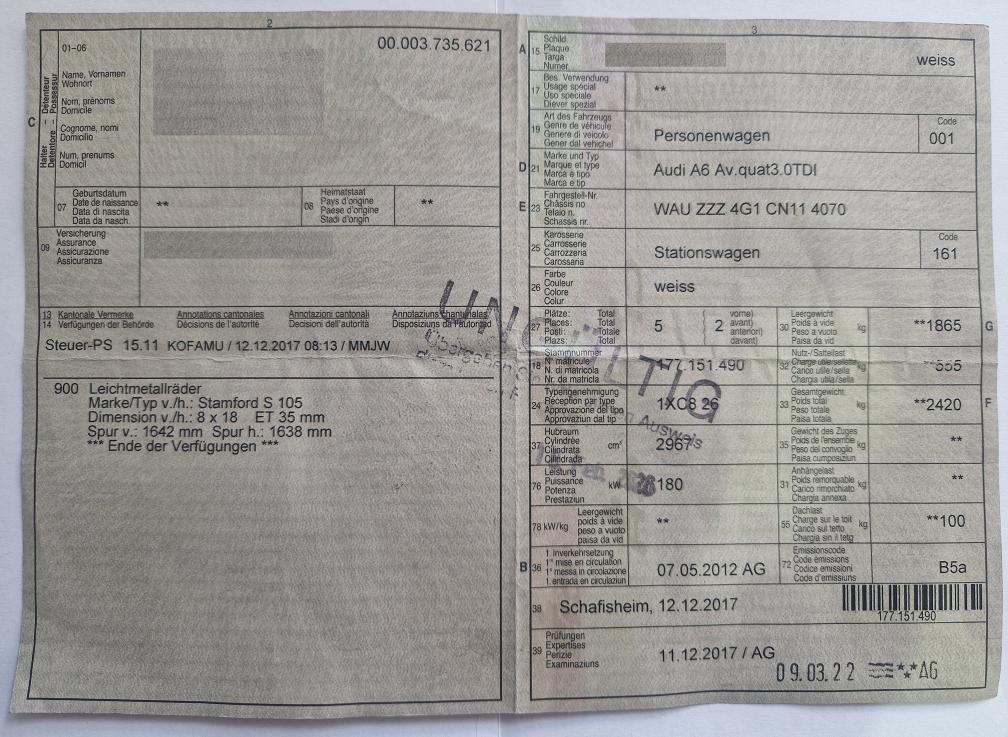 2
01–06
00.003.735.621
C
Halter – Détenteur
Detentore – Possessur
Name, Vornamen
Wohnort
Nom, prénoms
Domicile
Cognome, nomi
Domicilio
Num, prenums
Domicil
07
Geburtsdatum
Date de naissance
Data di nascita
Data da nasch.
**
08
Heimatstaat
Pays d'origine
Paese d'origine
Stadi d'origin
**
09
Versicherung
Assurance
Assicurazione
Assicuranza
13 Kantonale Vermerke Annotations cantonales Annotazioni cantonali Annotaziuns chantunalas
14 Verfügungen der Behörde Décisions de l'autorité Decisioni dell'autorità Disposiziuns da l'autoritad
Steuer-PS 15.11 KOFAMU / 12.12.2017 08:13 / MMJW
900 Leichtmetallräder
Marke/Typ v./h.: Stamford S 105
Dimension v./h.: 8 x 18 ET 35 mm
Spur v.: 1642 mm Spur h.: 1638 mm
*** Ende der Verfügungen ***
UNGÜLTIG
Ausweis
3
A
15
Schild
Plaque
Targa
Numer
weiss
17
Bes. Verwendung
Usage spécial
Uso speciale
Diever spezial
**
19
Art des Fahrzeugs
Genre de véhicule
Genere di veicolo
Gener dal vehichel
Personenwagen
Code
001
D
21
Marke und Typ
Marque et type
Marca e tipo
Marca e tip
Audi A6 Av.quat3.0TDI
E
23
Fahrgestell-Nr.
Châssis no
Telaio n.
Schassis nr.
WAU ZZZ 4G1 CN11 4070
25
Karosserie
Carrosserie
Carrozzeria
Carossaria
Stationswagen
Code
161
26
Farbe
Couleur
Colore
Colur
weiss
27
Plätze: Total
Places: Total
Posti: Totale
Plazs: Total
5
2
vorne)
avant)
anteriori)
davant)
30
Leergewicht
Poids à vide
Peso a vuoto
Paisa da vid
kg
**1865
G
18
Stammnummer
N° matricule
N. di matricola
Nr. da matricla
177.151.490
32
Nutz-/Sattellast
Charge utile/sellette
Carico utile/sella
Chargia utila/sella
kg
**555
24
Typengenehmigung
Réception par type
Approvazione del tipo
Approvaziun dal tip
1XC8 26
33
Gesamtgewicht
Poids total
Peso totale
Paisa totala
kg
**2420
F
37
Hubraum
Cylindrée
Cilindrata
Cilindrada
cm³
2967
35
Gewicht des Zuges
Poids de l'ensemble
Peso del convoglio
Paisa cumposiziun
kg
**
76
Leistung
Puissance
Potenza
Prestaziun
kW
180
31
Anhängelast
Poids remorquable
Carico rimorchiato
Chargia annexa
kg
**
78 kW/kg
Leergewicht
poids à vide
peso a vuoto
paisa da vid
**
55
Dachlast
Charge sur le toit
Carico sul tetto
Chargia sin il tetg
kg
**100
B
36
1. Inverkehrsetzung
1re mise en circulation
1a messa in circolazione
1. entrada en circulaziun
07.05.2012 AG
72
Emissionscode
Code émissions
Codice emissioni
Code d'emissiuns
B5a
38
Schafisheim, 12.12.2017
177.151.490
39
Prüfungen
Expertises
Perizie
Examinaziuns
11.12.2017 / AG
09.03.22 AG